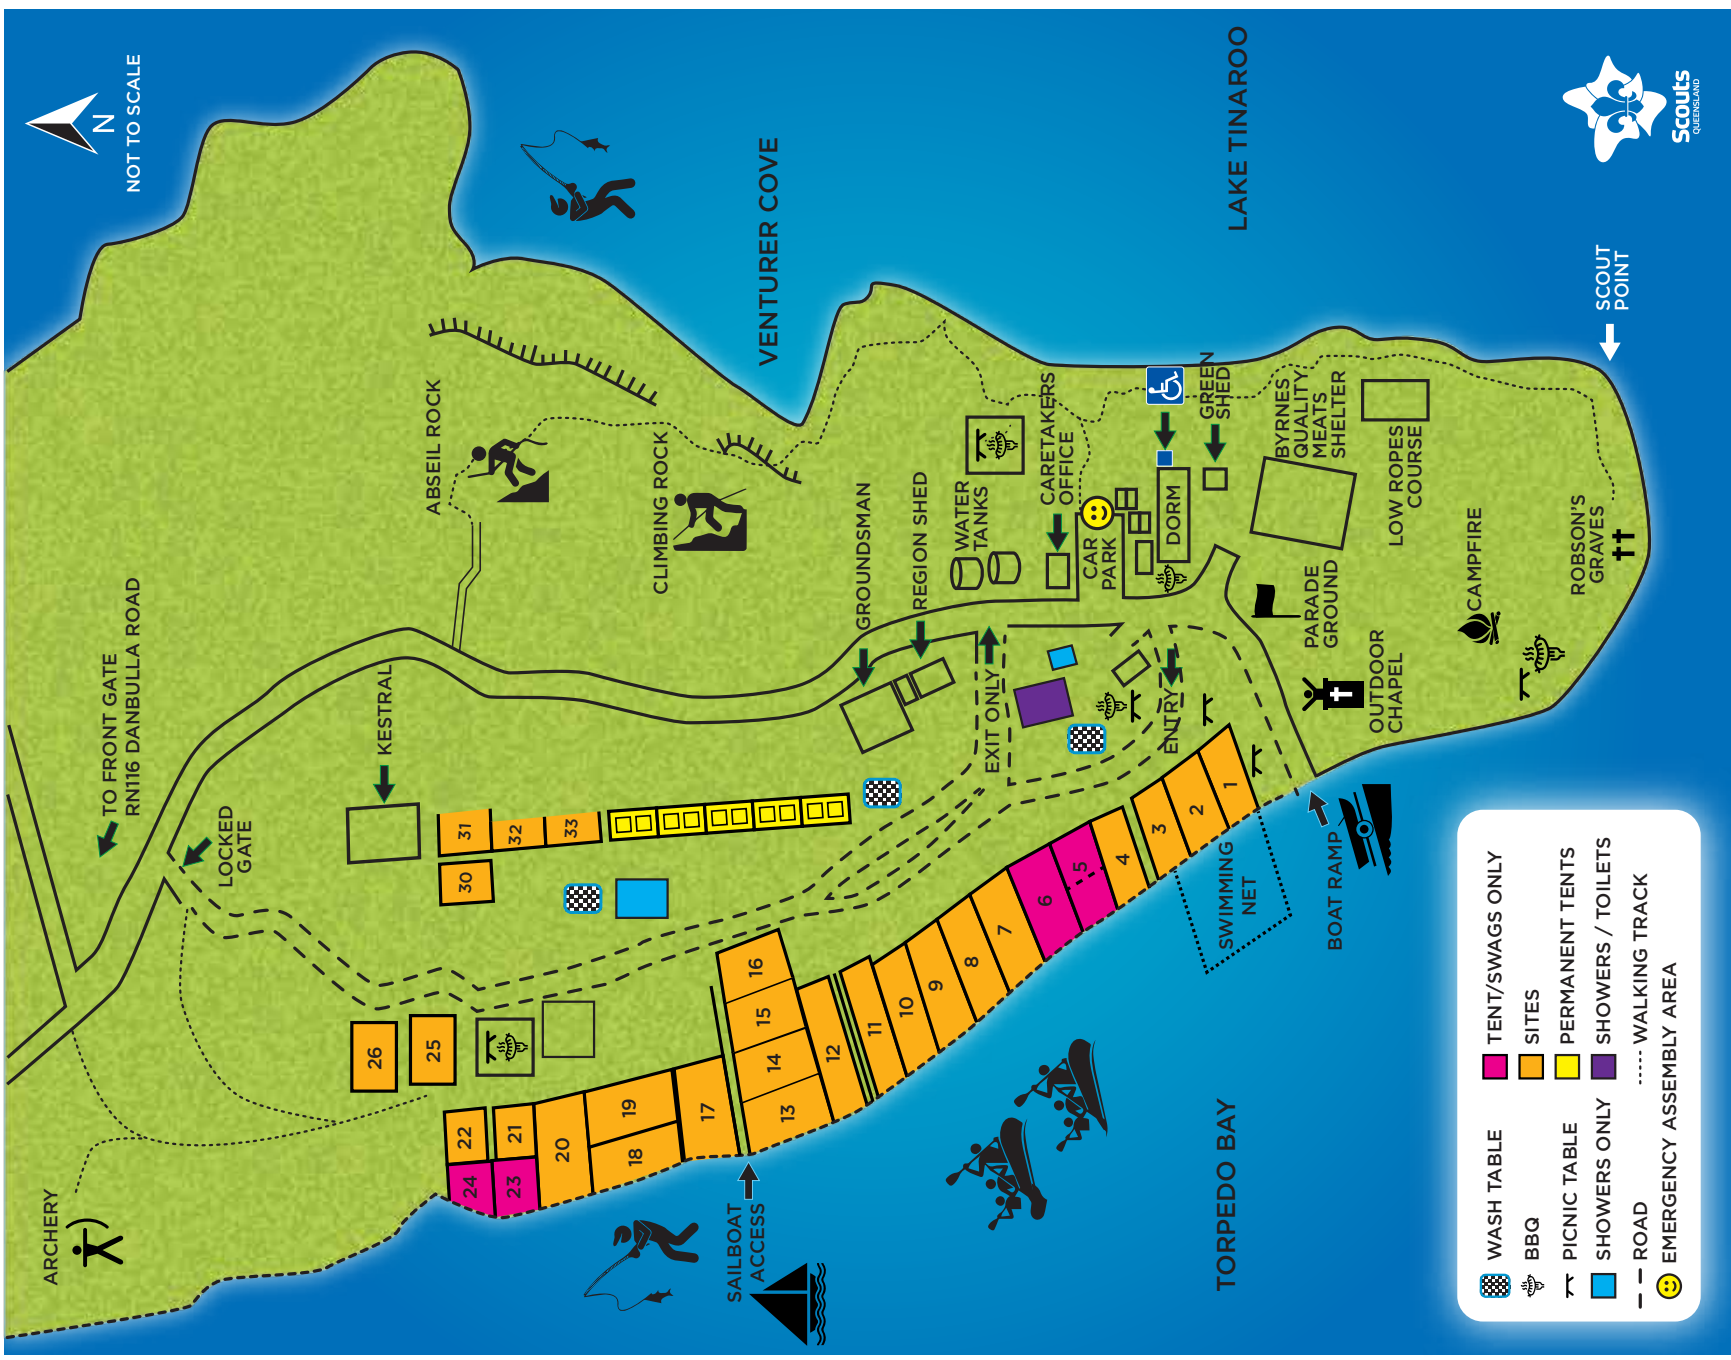 N
NOT TO SCALE
TO FRONT GATE
RN116 DANBULLA ROAD
LOCKED
GATE
KESTRAL
ARCHERY
ABSEIL ROCK
CLIMBING ROCK
VENTURER COVE
LAKE TINAROO
SCOUT
POINT
Scouts
QUEENSLAND
GROUNDSMAN
REGION SHED
WATER
TANKS
CARETAKERS
OFFICE
CAR
PARK
DORM
GREEN
SHED
BYRNES
QUALITY
MEATS
SHELTER
LOW ROPES
COURSE
CAMPFIRE
ROBSON'S
GRAVES
PARADE
GROUND
OUTDOOR
CHAPEL
EXIT ONLY
ENTRY
BOAT RAMP
SWIMMING
NET
SAILBOAT
ACCESS
TORPEDO BAY
1
2
3
4
5
6
7
8
9
10
11
12
13
14
15
16
17
18
19
20
21
22
23
24
25
26
30
31
32
33
WASH TABLE
BBQ
PICNIC TABLE
SHOWERS ONLY
ROAD
EMERGENCY ASSEMBLY AREA
TENT/SWAGS ONLY
SITES
PERMANENT TENTS
SHOWERS / TOILETS
WALKING TRACK